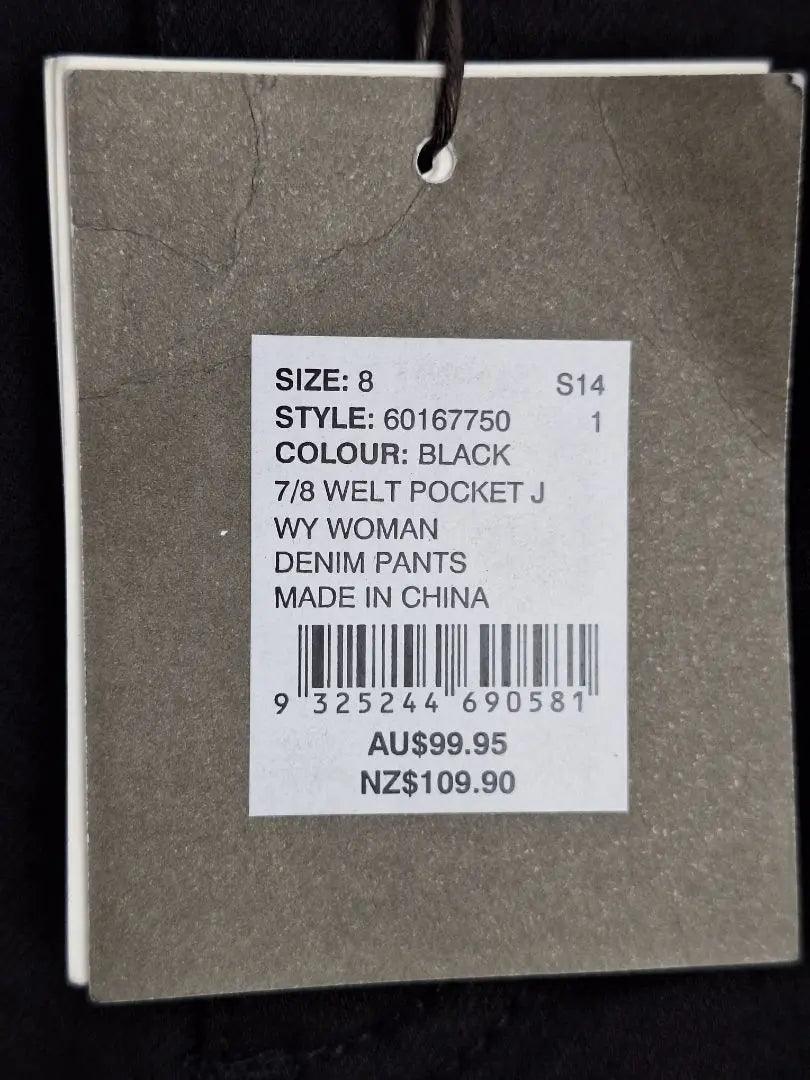 SIZE: 8 S14
STYLE: 60167750 1
COLOUR: BLACK
7/8 WELT POCKET J
WY WOMAN
DENIM PANTS
MADE IN CHINA
9 325244 690581
AU$99.95
NZ$109.90